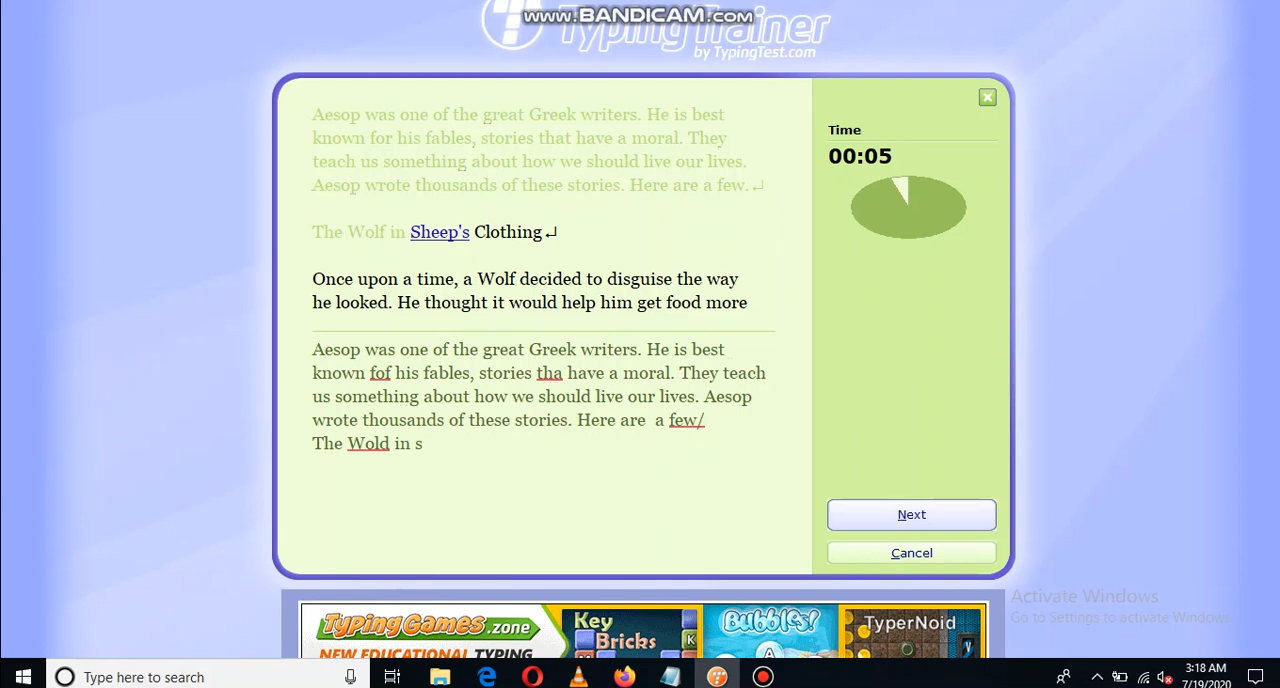 www.BANDICAM.com
TypingTrainer
by TypingTest.com
Aesop was one of the great Greek writers. He is best
known for his fables, stories that have a moral. They
teach us something about how we should live our lives.
Aesop wrote thousands of these stories. Here are a few.↵
The Wolf in Sheep's Clothing↵
Once upon a time, a Wolf decided to disguise the way
he looked. He thought it would help him get food more
Aesop was one of the great Greek writers. He is best
known fof his fables, stories tha have a moral. They teach
us something about how we should live our lives. Aesop
wrote thousands of these stories. Here are  a few/
The Wold in s
Time
00:05
Next
Cancel
Activate Windows
Go to Settings to activate Windows.
TypingGames.zone
NEW EDUCATIONAL TYPING
Key
Bricks
K
Bubbles!
A
TyperNoid
Type here to search
3:18 AM
7/19/2020